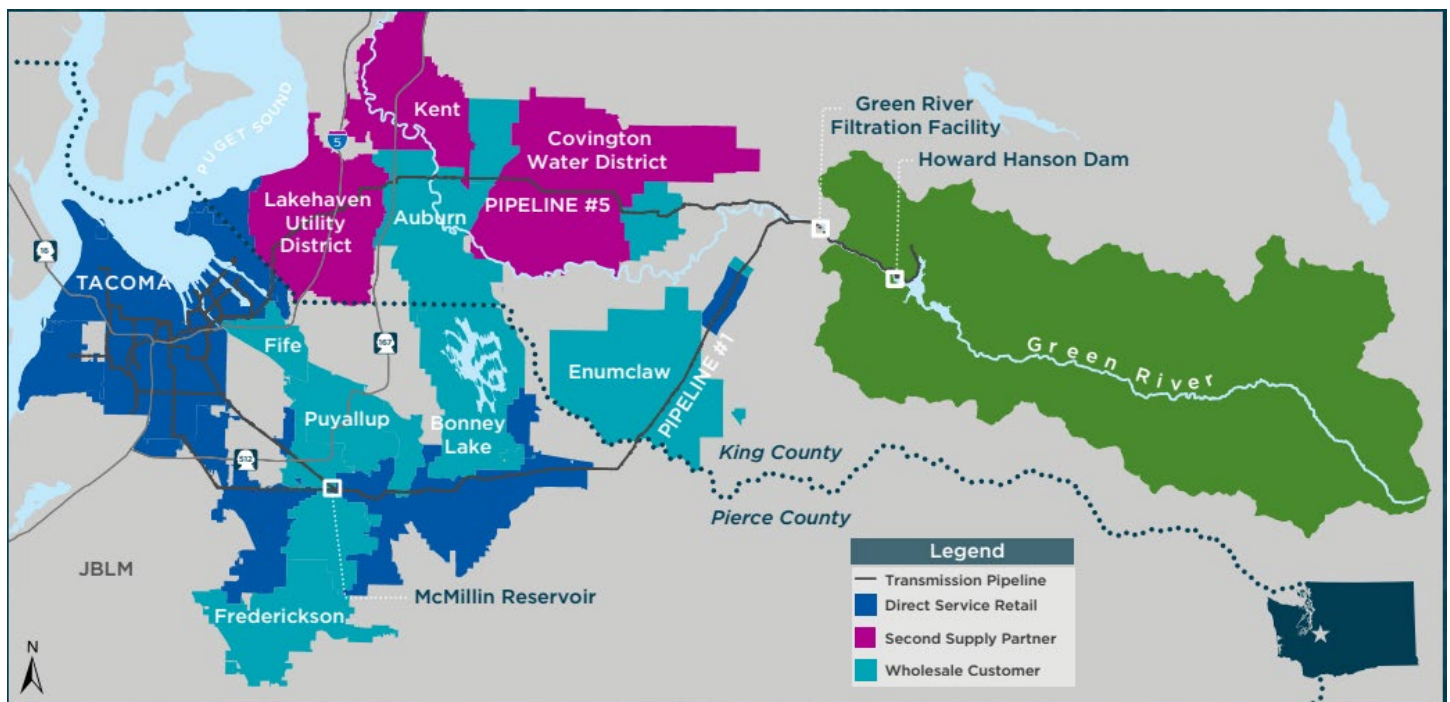 PUGET SOUND
5
16
167
512
Kent
Covington
Water District
Green River
Filtration Facility
Howard Hanson Dam
Lakehaven
Utility
District
Auburn
PIPELINE #5
TACOMA
Fife
Enumclaw
PIPELINE #1
Green River
Puyallup
Bonney
Lake
King County
Pierce County
JBLM
McMillin Reservoir
Frederickson
N
Legend
Transmission Pipeline
Direct Service Retail
Second Supply Partner
Wholesale Customer